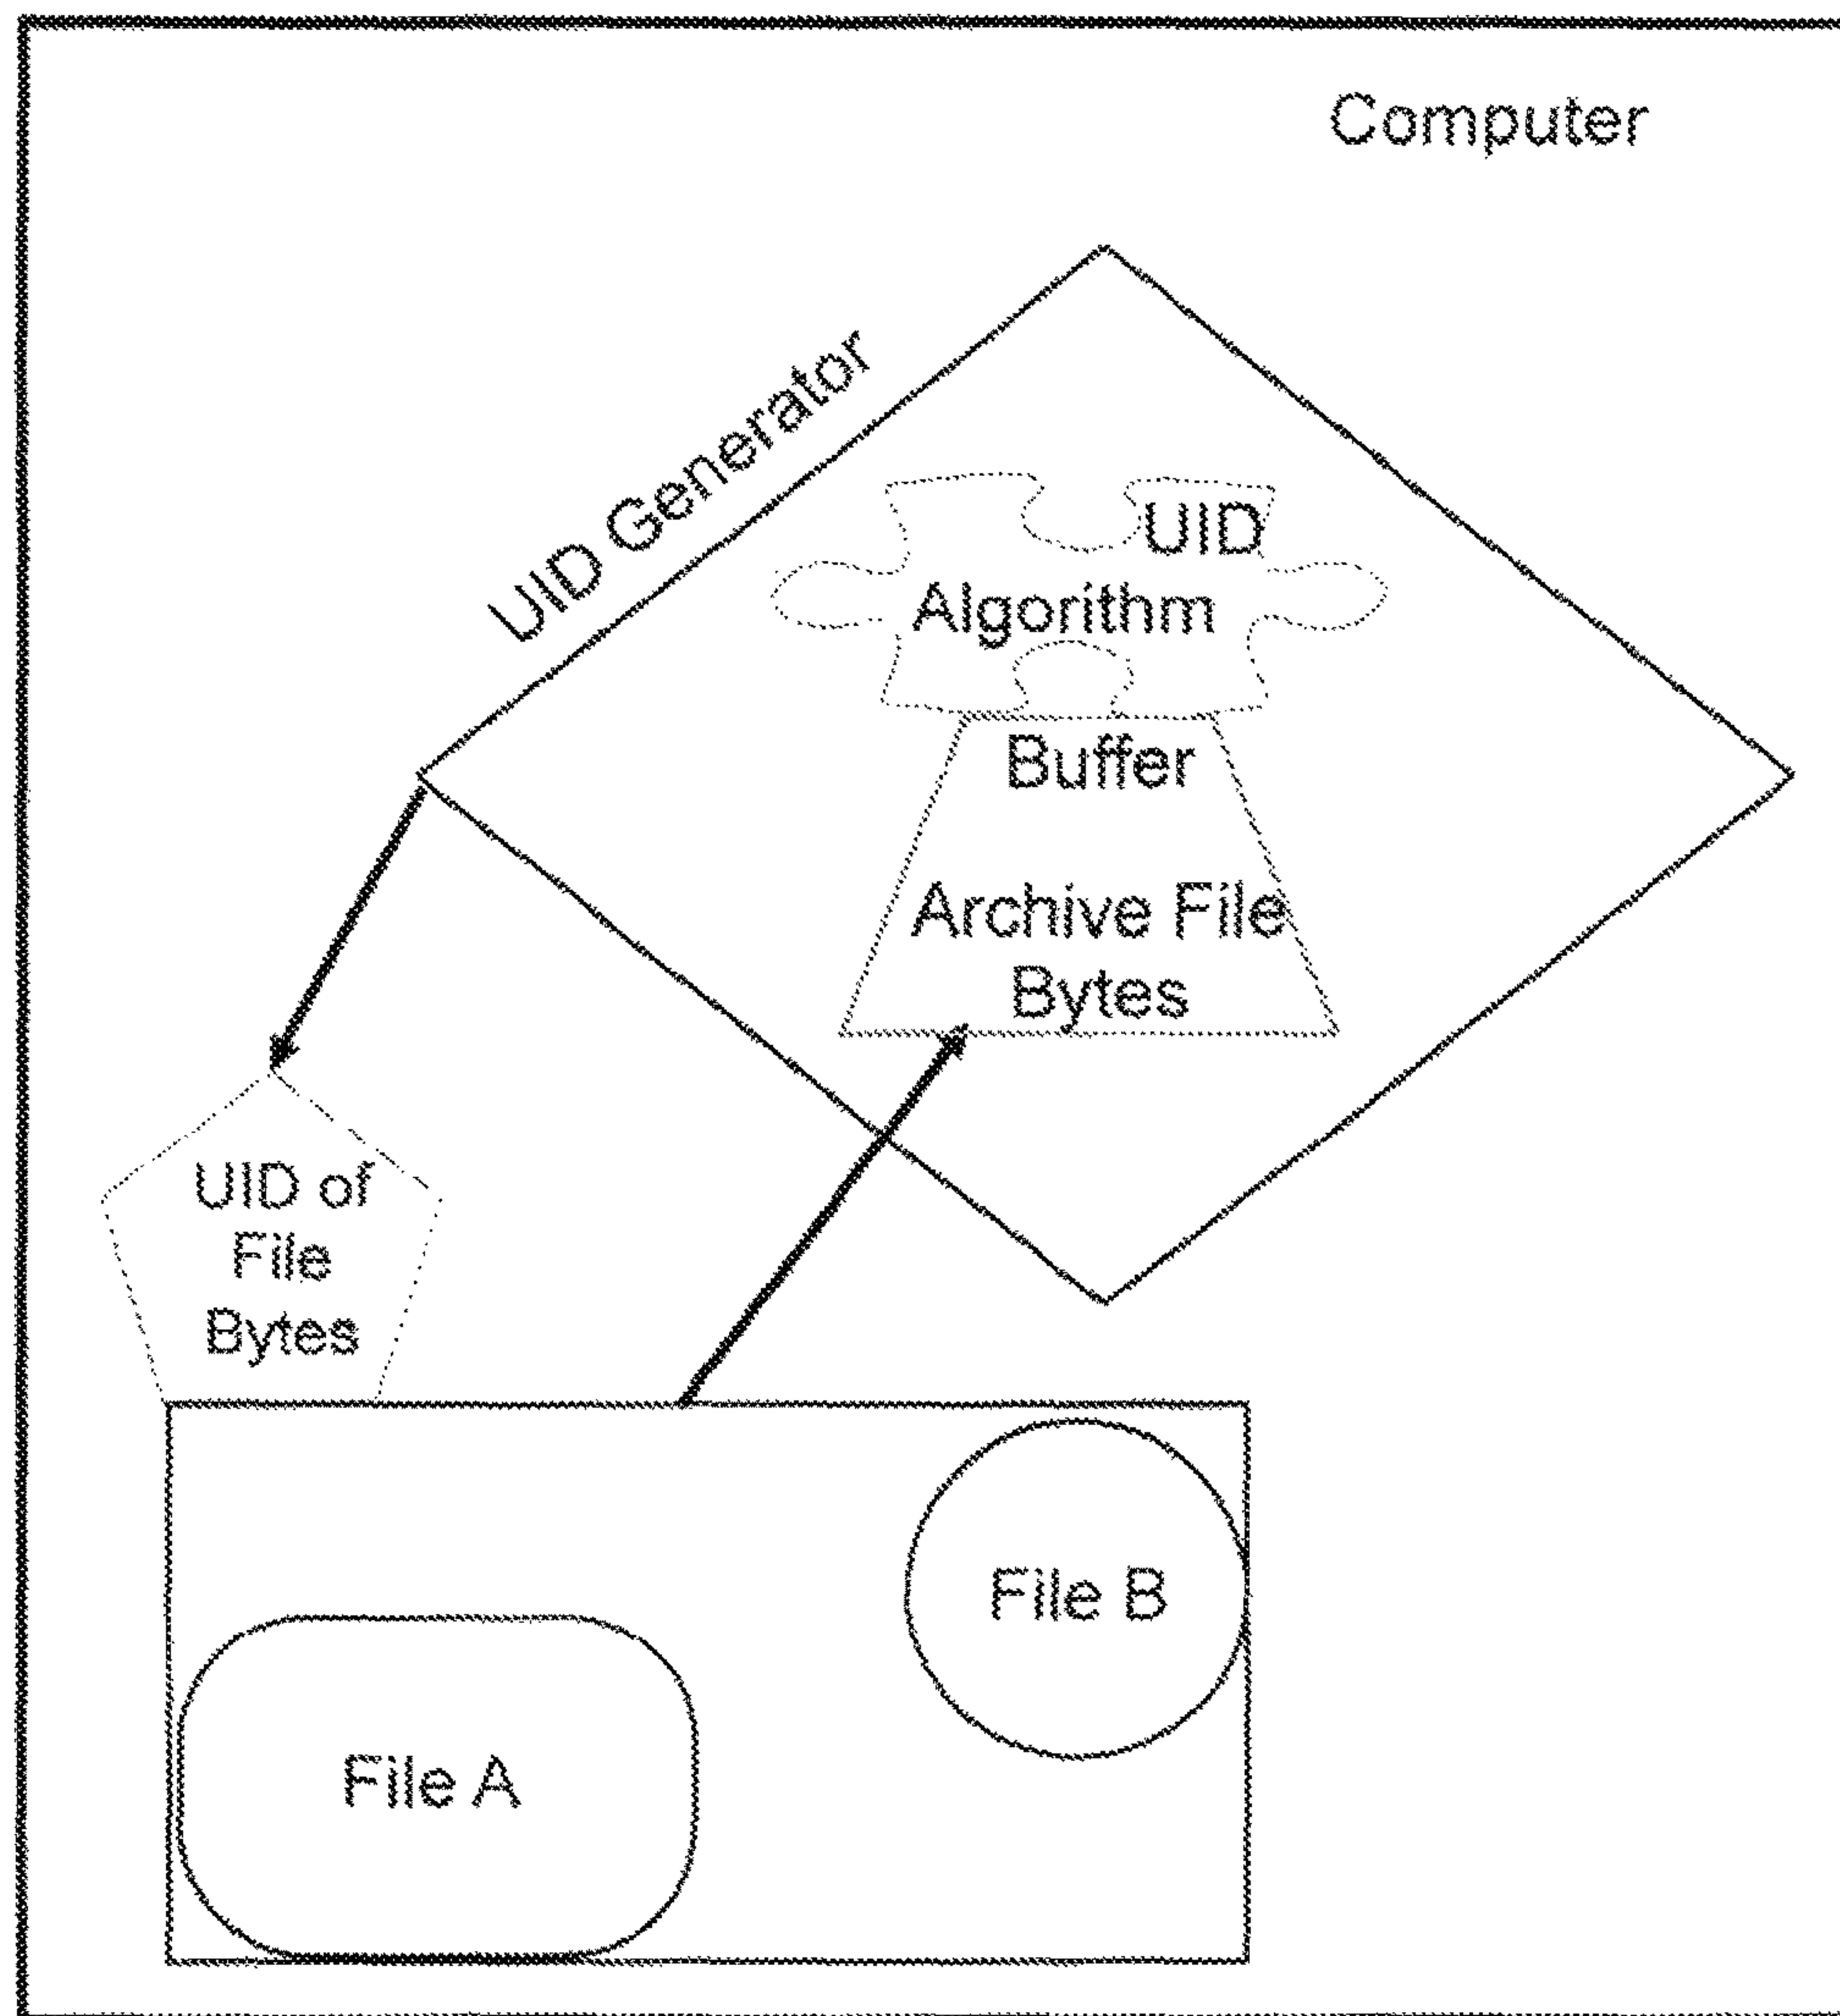 Computer
UID Generator
UID
Algorithm
Buffer
Archive File
Bytes
UID of
File
Bytes
File B
File A